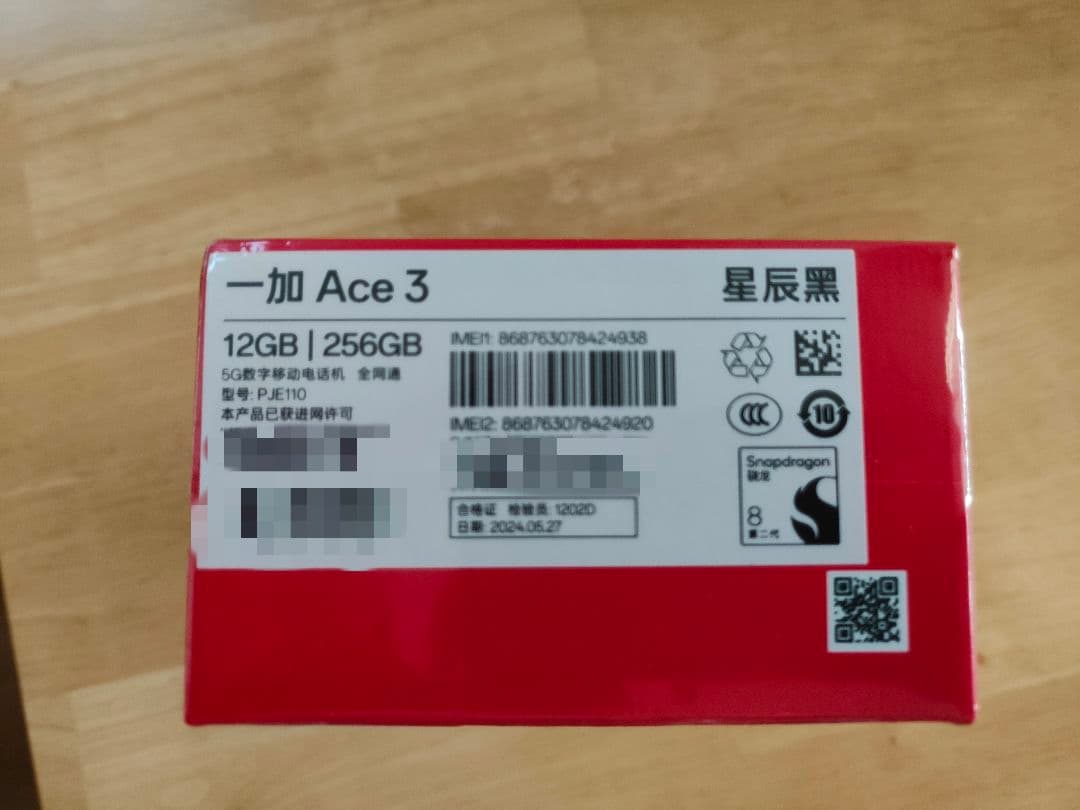 一加 Ace 3
星辰黑
12GB | 256GB
5G数字移动电话机 全网通
型号: PJE110
本产品已获进网许可
IMEI1: 868763078424938
IMEI2: 868763078424920
合格证 检验员: 1202D
日期: 2024.05.27
CCC
10
Snapdragon
骁龙
8
第二代